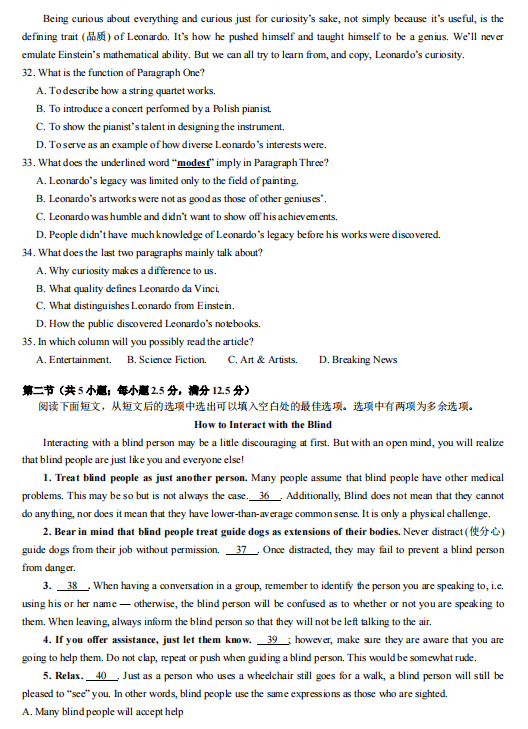 Being curious about everything and curious just for curiosity's sake, not simply because it's useful, is the
defining trait (品质) of Leonardo. It's how he pushed himself and taught himself to be a genius. We'll never
emulate Einstein's mathematical ability. But we can all try to learn from, and copy, Leonardo's curiosity.
32. What is the function of Paragraph One?
A. To describe how a string quartet works.
B. To introduce a concert performed by a Polish pianist.
C. To show the pianist's talent in designing the instrument.
D. To serve as an example of how diverse Leonardo's interests were.
33. What does the underlined word “modest” imply in Paragraph Three?
A. Leonardo's legacy was limited only to the field of painting.
B. Leonardo's artworks were not as good as those of other geniuses'.
C. Leonardo was humble and didn't want to show off his achievements.
D. People didn't have much knowledge of Leonardo's legacy before his works were discovered.
34. What does the last two paragraphs mainly talk about?
A. Why curiosity makes a difference to us.
B. What quality defines Leonardo da Vinci.
C. What distinguishes Leonardo from Einstein.
D. How the public discovered Leonardo's notebooks.
35. In which column will you possibly read the article?
A. Entertainment. B. Science Fiction. C. Art & Artists. D. Breaking News
第二节（共 5 小题；每小题 2.5 分，满分 12.5 分）
阅读下面短文，从短文后的选项中选出可以填入空白处的最佳选项。选项中有两项为多余选项。
How to Interact with the Blind
Interacting with a blind person may be a little discouraging at first. But with an open mind, you will realize
that blind people are just like you and everyone else!
1. Treat blind people as just another person. Many people assume that blind people have other medical
problems. This may be so but is not always the case. 36 . Additionally, Blind does not mean that they cannot
do anything, nor does it mean that they have lower-than-average common sense. It is only a physical challenge.
2. Bear in mind that blind people treat guide dogs as extensions of their bodies. Never distract (使分心)
guide dogs from their job without permission. 37 . Once distracted, they may fail to prevent a blind person
from danger.
3. 38 . When having a conversation in a group, remember to identify the person you are speaking to, i.e.
using his or her name — otherwise, the blind person will be confused as to whether or not you are speaking to
them. When leaving, always inform the blind person so that they will not be left talking to the air.
4. If you offer assistance, just let them know. 39 ; however, make sure they are aware that you are
going to help them. Do not clap, repeat or push when guiding a blind person. This would be somewhat rude.
5. Relax. 40 . Just as a person who uses a wheelchair still goes for a walk, a blind person will still be
pleased to “see” you. In other words, blind people use the same expressions as those who are sighted.
A. Many blind people will accept help